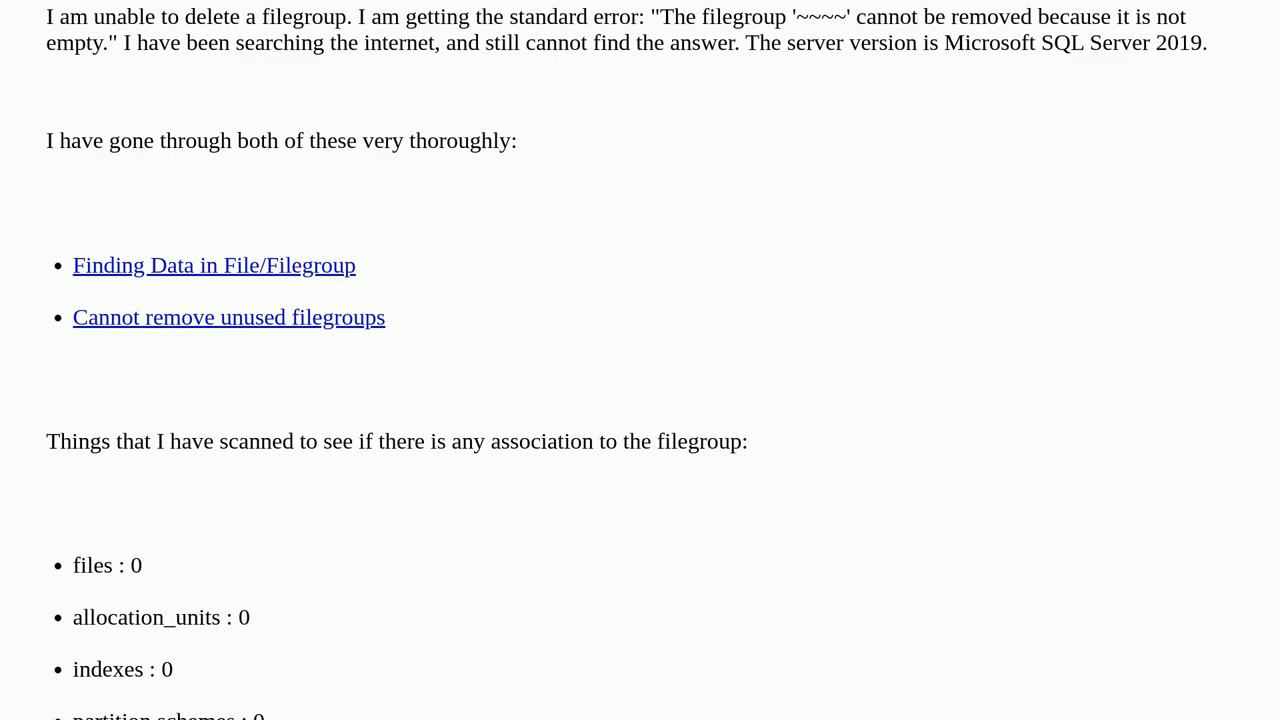 I am unable to delete a filegroup. I am getting the standard error: "The filegroup '~~~~' cannot be removed because it is not
empty." I have been searching the internet, and still cannot find the answer. The server version is Microsoft SQL Server 2019.
I have gone through both of these very thoroughly:
• Finding Data in File/Filegroup
• Cannot remove unused filegroups
Things that I have scanned to see if there is any association to the filegroup:
• files : 0
• allocation_units : 0
• indexes : 0
• partition schemes : 0